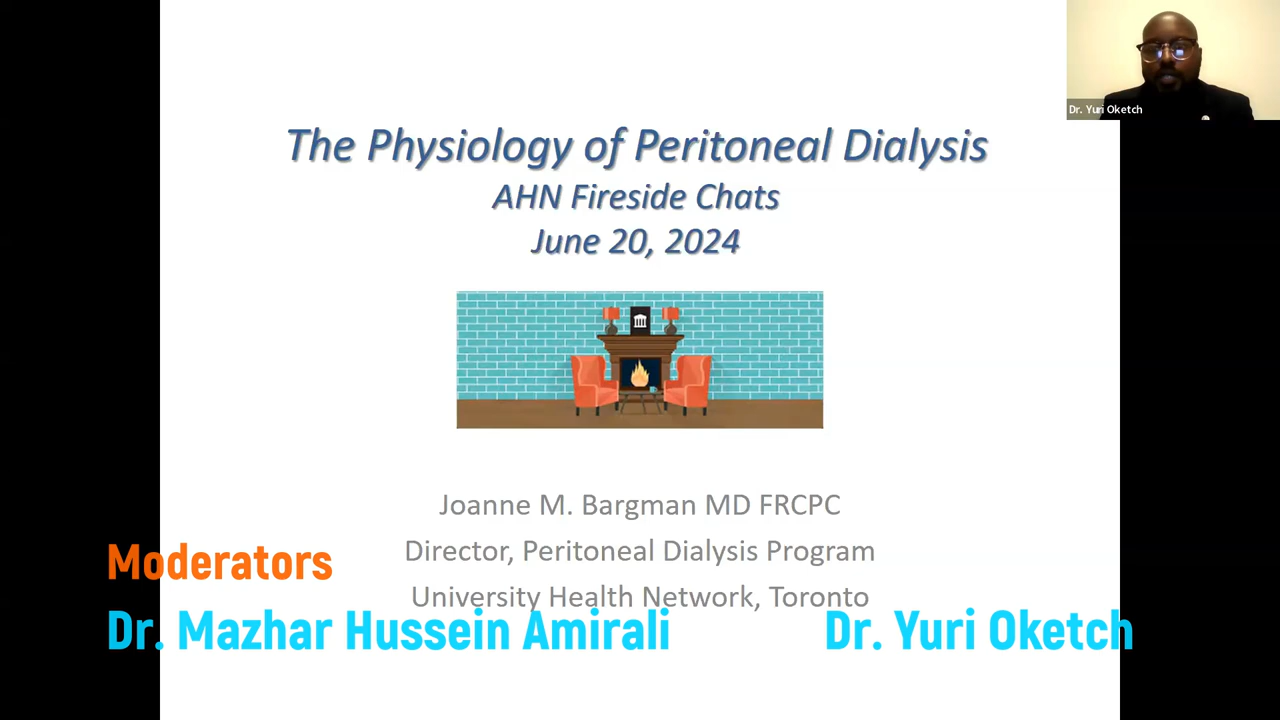 Dr. Yuri Oketch
The Physiology of Peritoneal Dialysis
AHN Fireside Chats
June 20, 2024
Joanne M. Bargman MD FRCPC
Director, Peritoneal Dialysis Program
University Health Network, Toronto
Moderators
Dr. Mazhar Hussein Amirali
Dr. Yuri Oketch